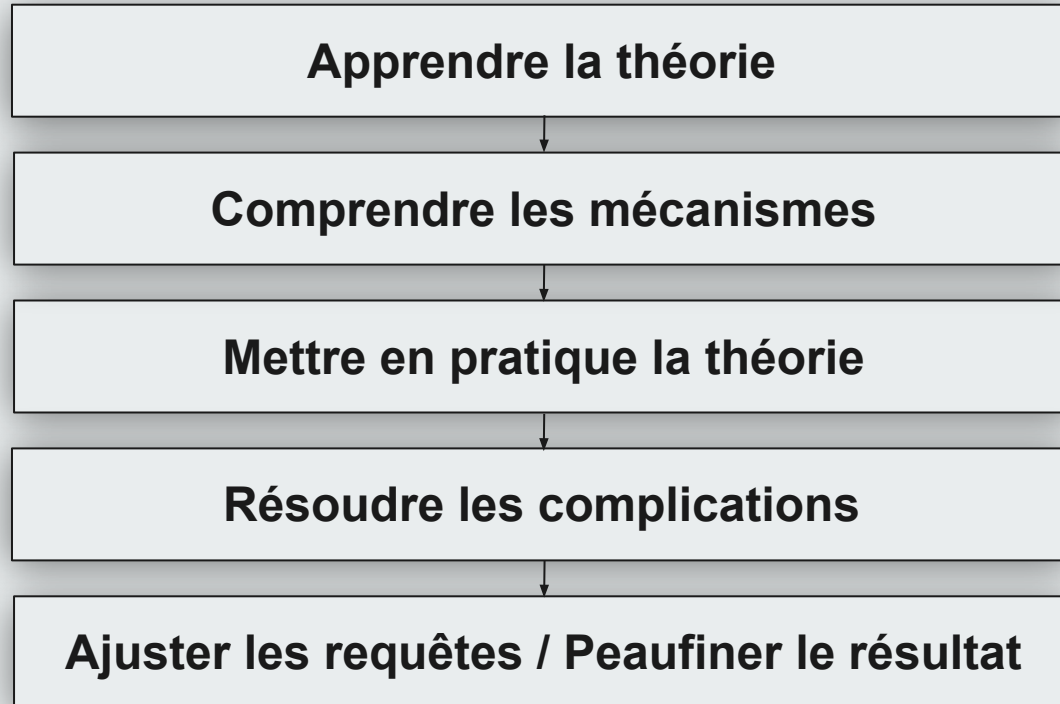 Apprendre la théorie
Comprendre les mécanismes
Mettre en pratique la théorie
Résoudre les complications
Ajuster les requêtes / Peaufiner le résultat